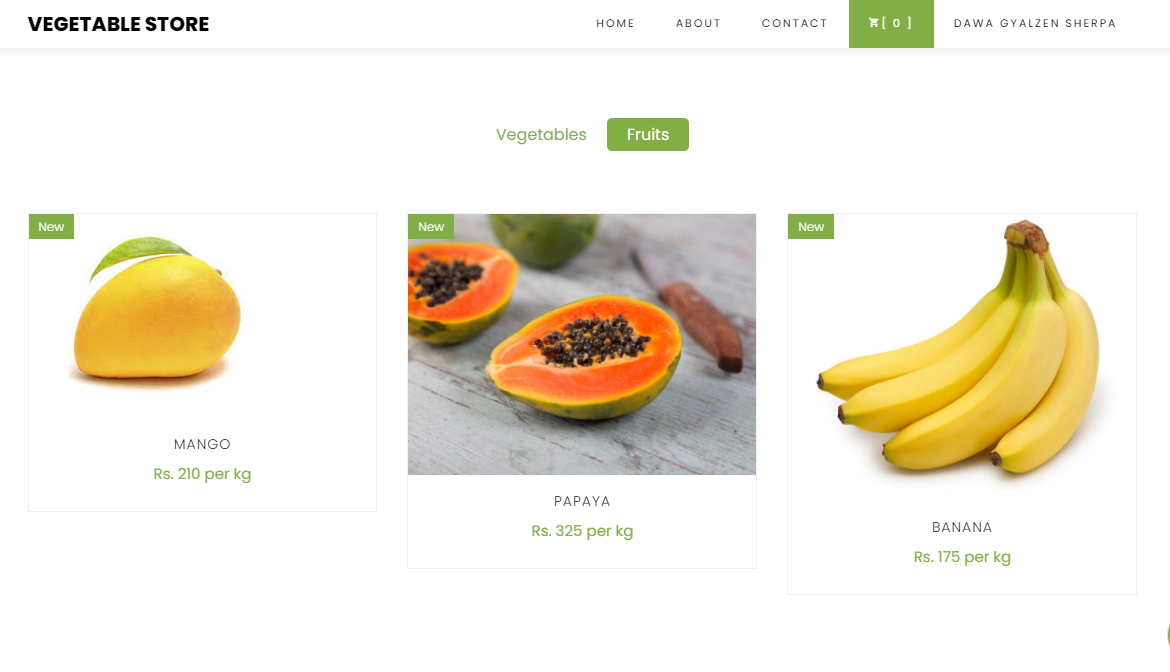 VEGETABLE STORE
HOME ABOUT CONTACT [ 0 ] DAWA GYALZEN SHERPA
Vegetables Fruits
New
MANGO
Rs. 210 per kg
New
PAPAYA
Rs. 325 per kg
New
BANANA
Rs. 175 per kg